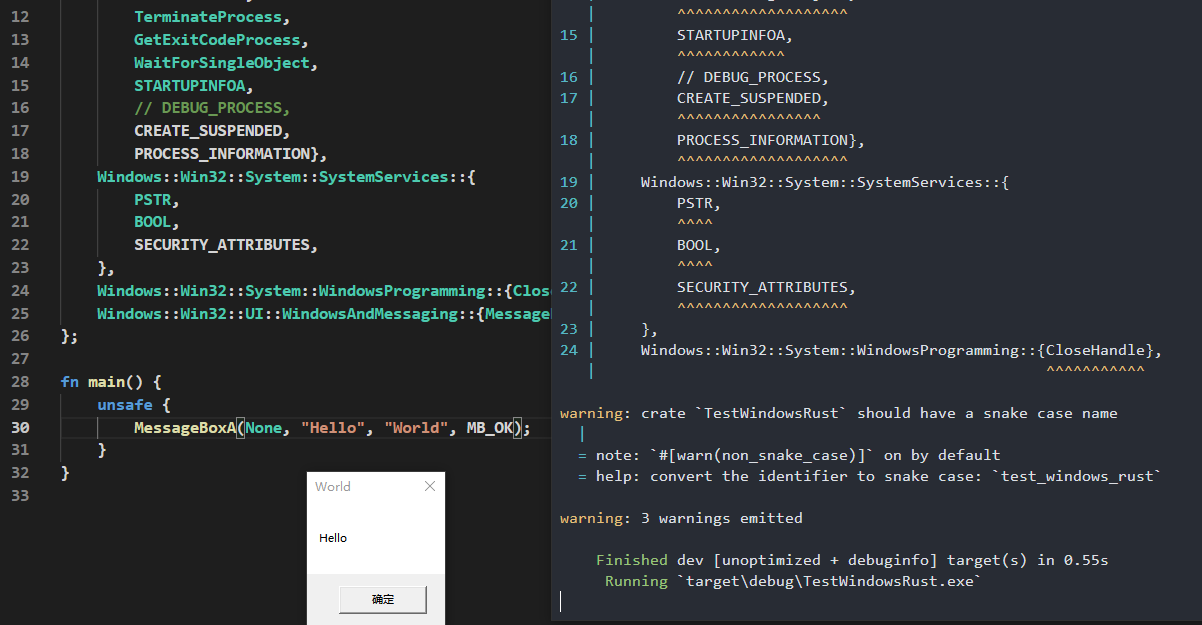 12 TerminateProcess,
13 GetExitCodeProcess,
14 WaitForSingleObject,
15 STARTUPINFOA,
16 // DEBUG_PROCESS,
17 CREATE_SUSPENDED,
18 PROCESS_INFORMATION},
19 Windows::Win32::System::SystemServices::{
20 PSTR,
21 BOOL,
22 SECURITY_ATTRIBUTES,
23 },
24 Windows::Win32::System::WindowsProgramming::{Clos
25 Windows::Win32::UI::WindowsAndMessaging::{Message
26 };
27
28 fn main() {
29 unsafe {
30 MessageBoxA(None, "Hello", "World", MB_OK);
31 }
32 }
33
World
Hello
确定
| ^^^^^^^^^^^^^^^^^^^
15 | STARTUPINFOA,
| ^^^^^^^^^^^^
16 | // DEBUG_PROCESS,
17 | CREATE_SUSPENDED,
| ^^^^^^^^^^^^^^^^
18 | PROCESS_INFORMATION},
| ^^^^^^^^^^^^^^^^^^^
19 | Windows::Win32::System::SystemServices::{
20 | PSTR,
| ^^^^
21 | BOOL,
| ^^^^
22 | SECURITY_ATTRIBUTES,
| ^^^^^^^^^^^^^^^^^^^
23 | },
24 | Windows::Win32::System::WindowsProgramming::{CloseHandle},
| ^^^^^^^^^^^
warning: crate `TestWindowsRust` should have a snake case name
|
= note: `#[warn(non_snake_case)]` on by default
= help: convert the identifier to snake case: `test_windows_rust`
warning: 3 warnings emitted
Finished dev [unoptimized + debuginfo] target(s) in 0.55s
Running `target\debug\TestWindowsRust.exe`